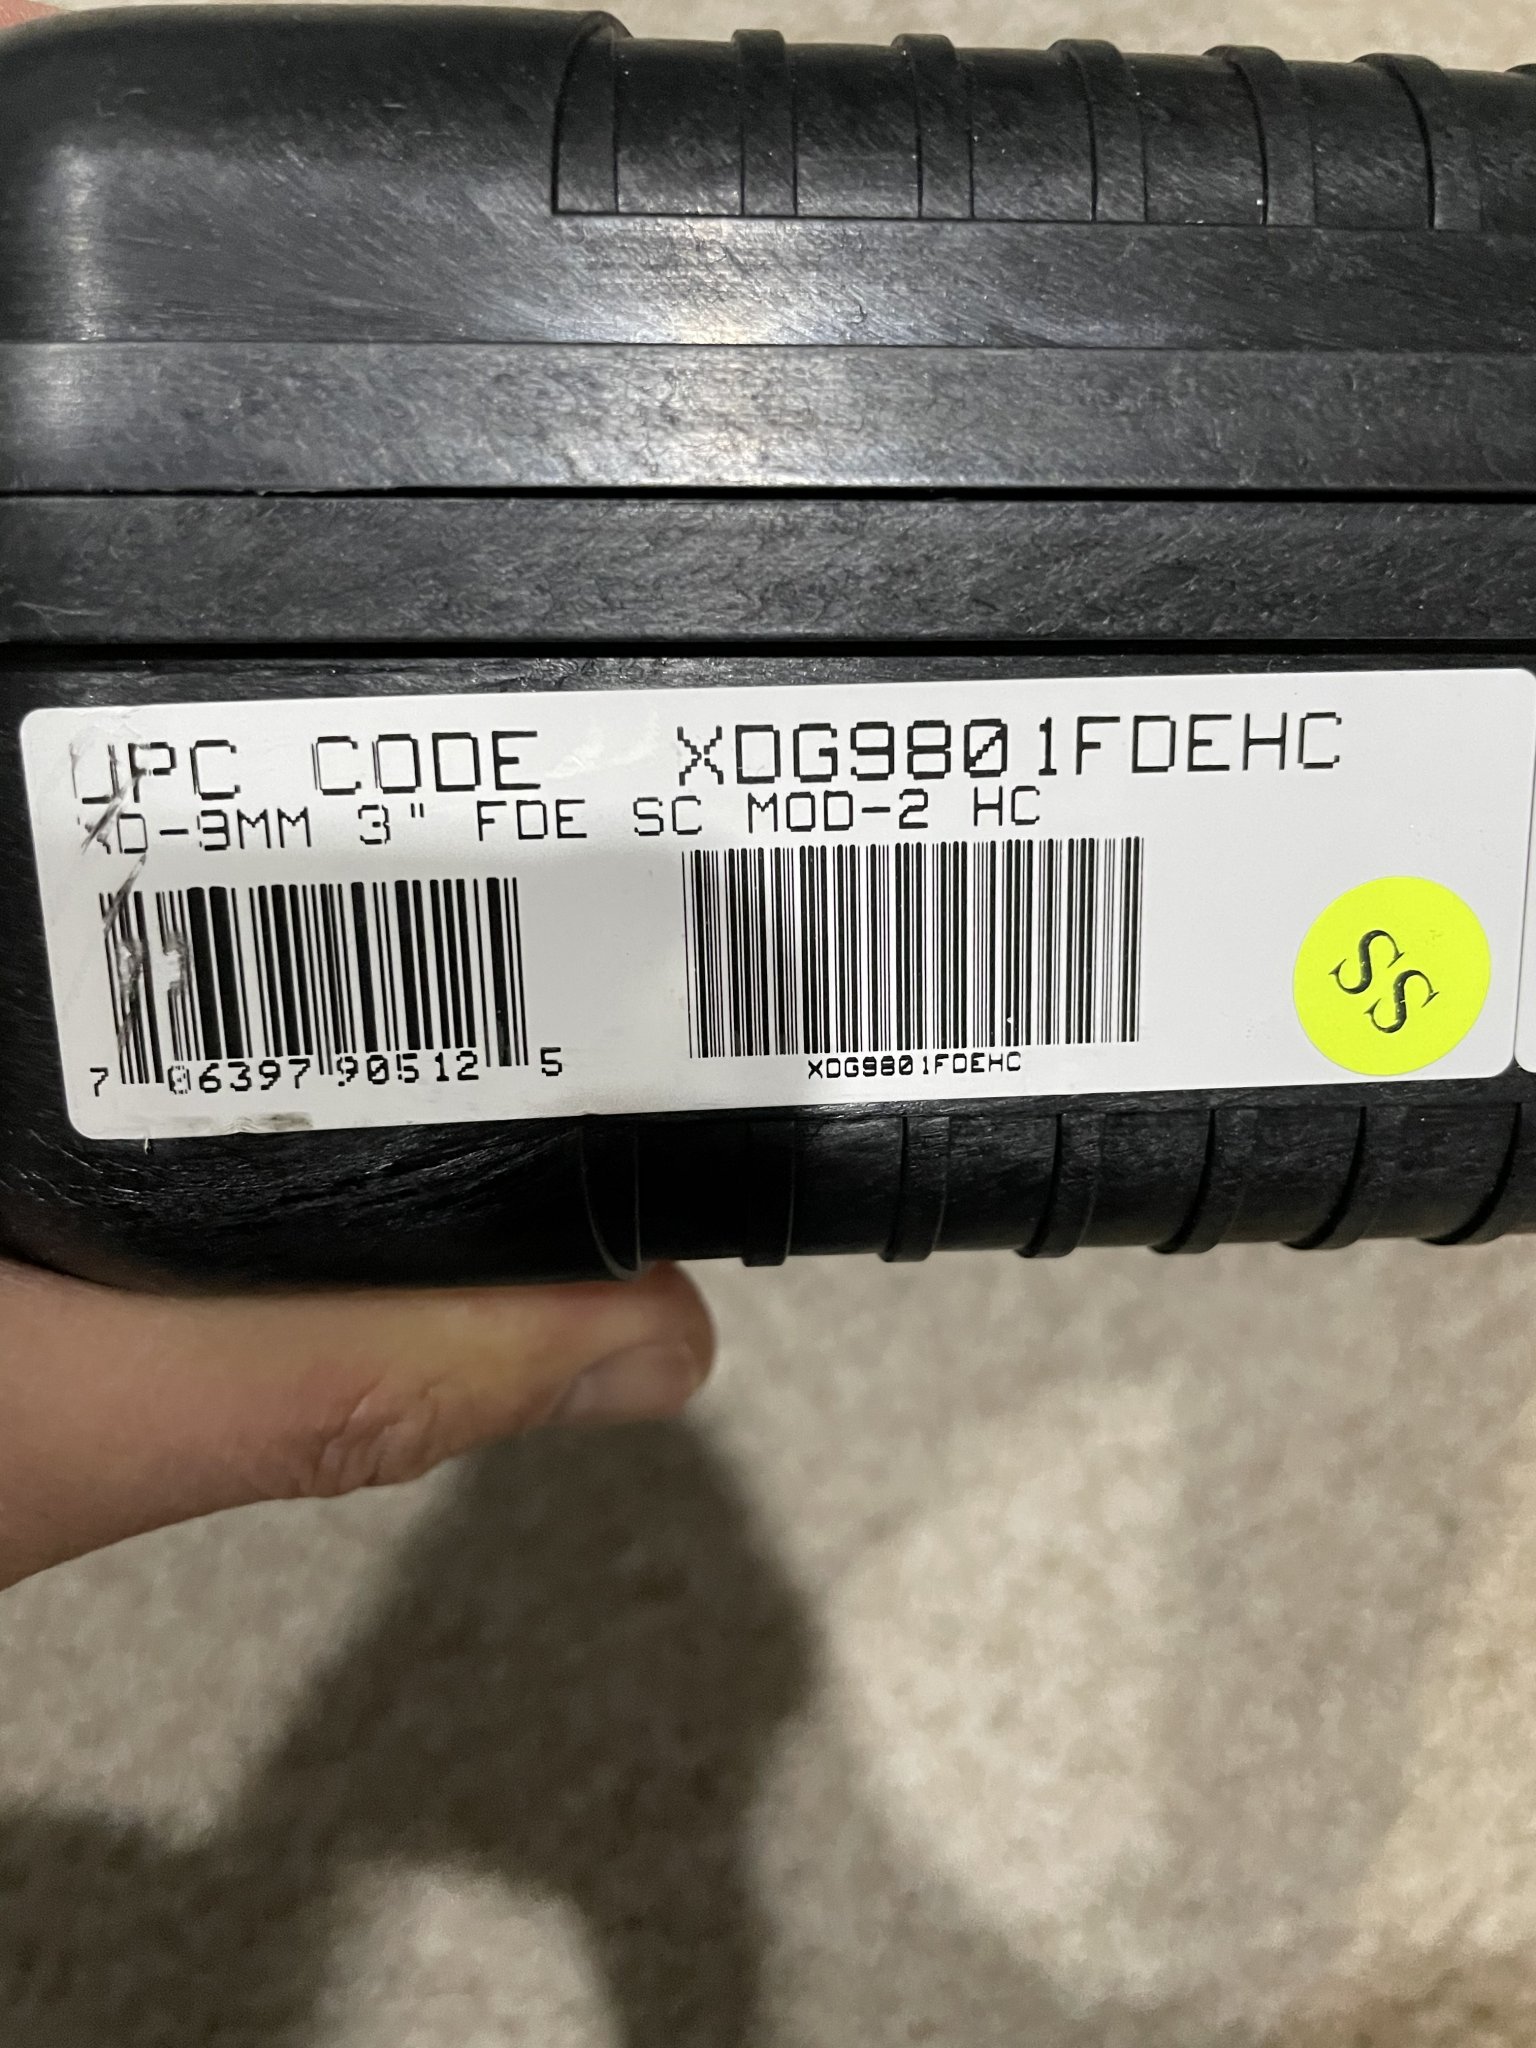 UPC CODE XDG9801FDEHC
XD-9MM 3" FDE SC MOD-2 HC
7 06397 90512 5
XDG9801FDEHC
SS